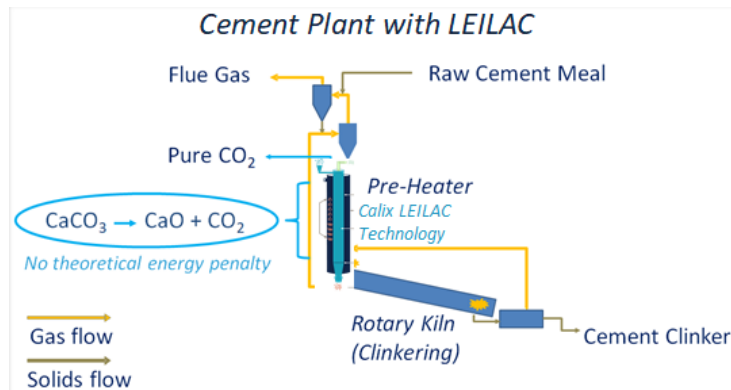 Cement Plant with LEILAC
Flue Gas
Raw Cement Meal
Pure CO₂
Pre-Heater
Calix LEILAC
Technology
CaCO₃ → CaO + CO₂
No theoretical energy penalty
Rotary Kiln
(Clinkering)
Cement Clinker
Gas flow
Solids flow